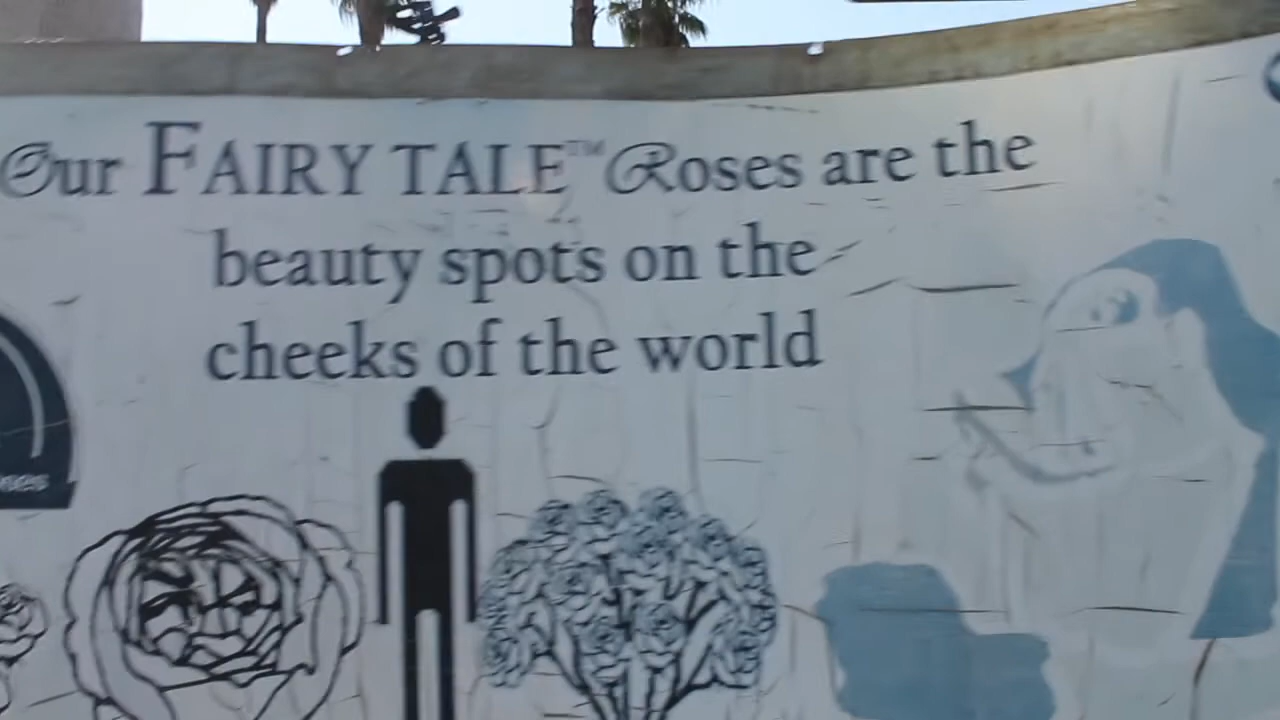 Our FAIRY TALE™ Roses are the
beauty spots on the
cheeks of the world